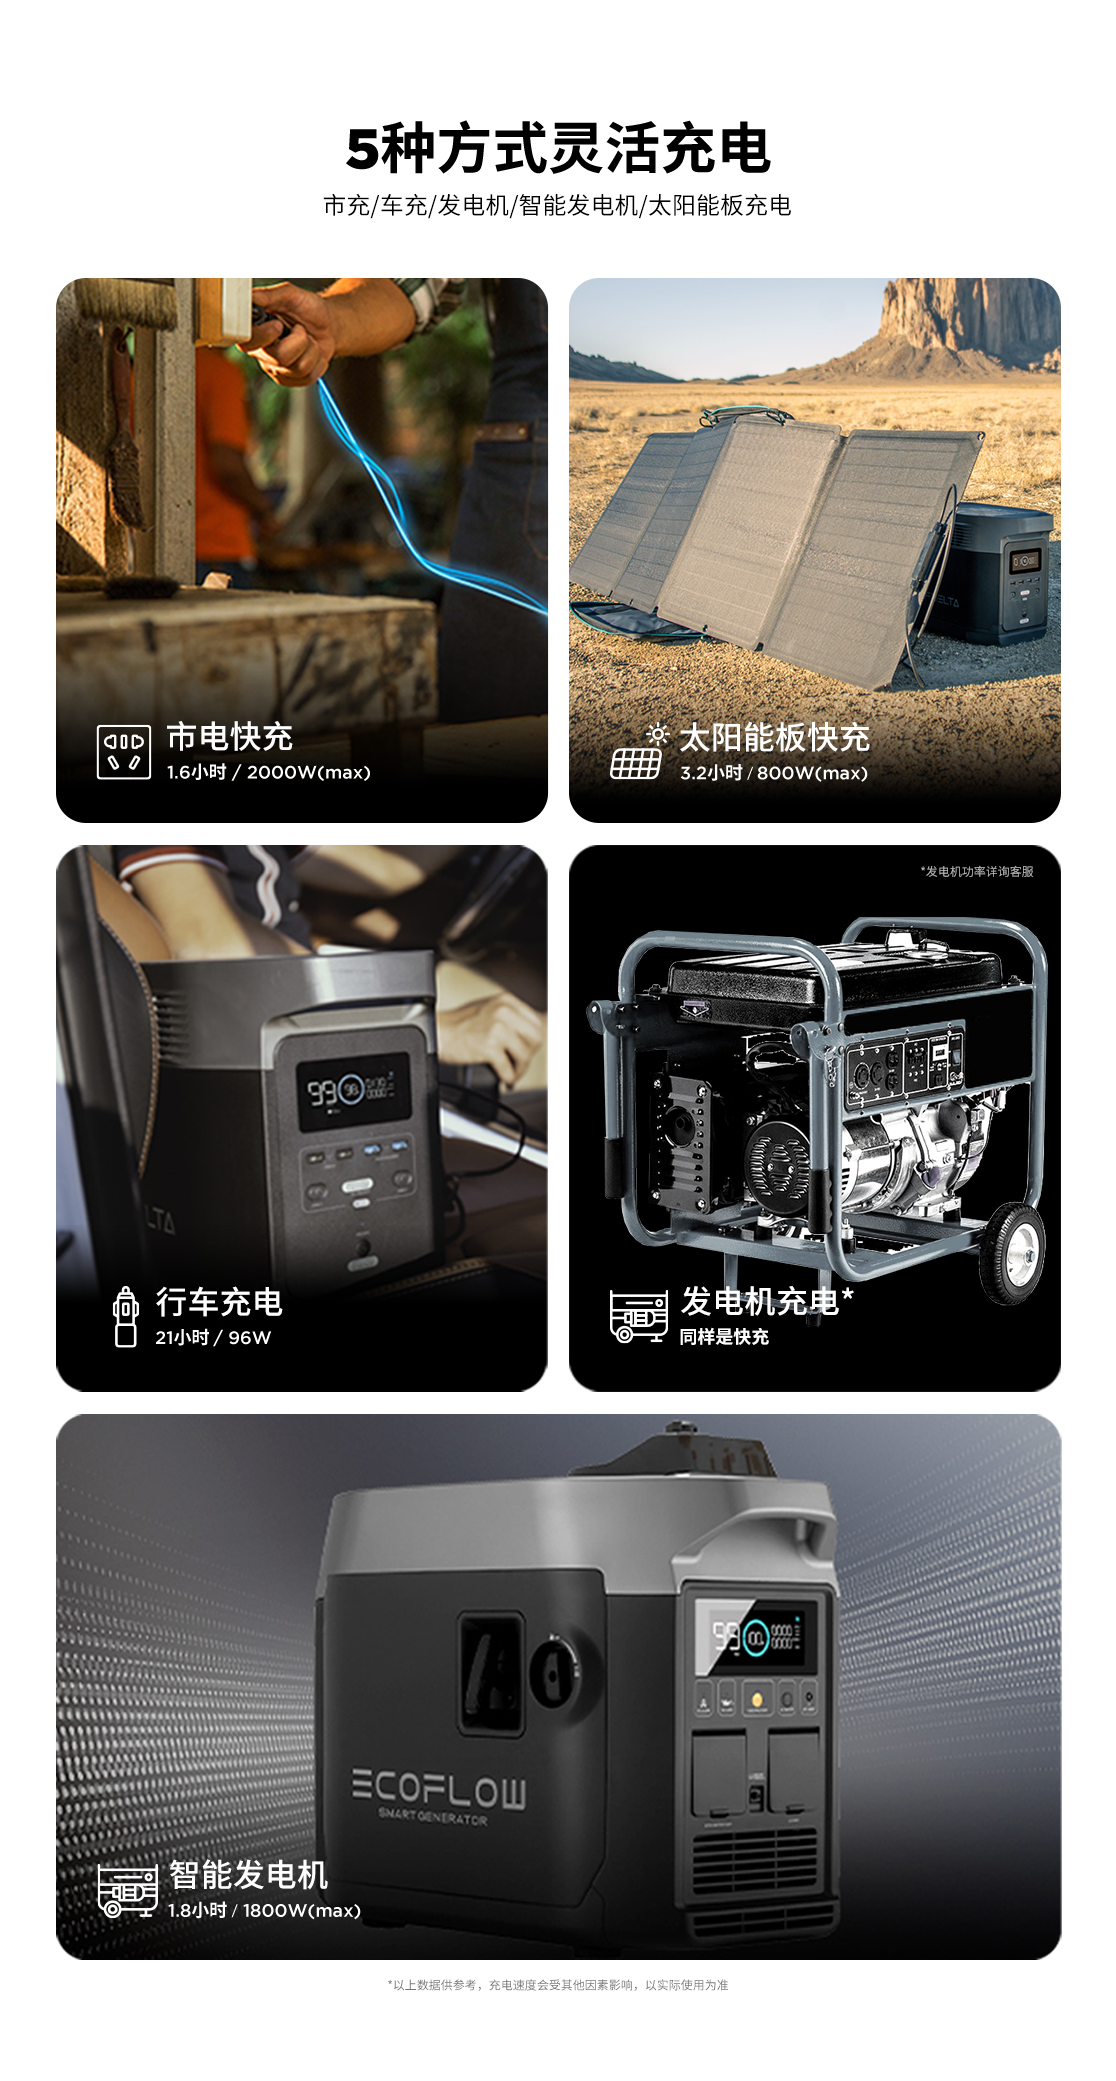 5种方式灵活充电
市充/车充/发电机/智能发电机/太阳能板充电
市电快充
1.6小时 / 2000W(max)
太阳能板快充
3.2小时 / 800W(max)
99
LTA
行车充电
21小时 / 96W
*发电机功率详询客服
发电机充电*
同样是快充
99
ECOFLOW
SMART GENERATOR
智能发电机
1.8小时 / 1800W(max)
*以上数据供参考，充电速度会受其他因素影响，以实际使用为准